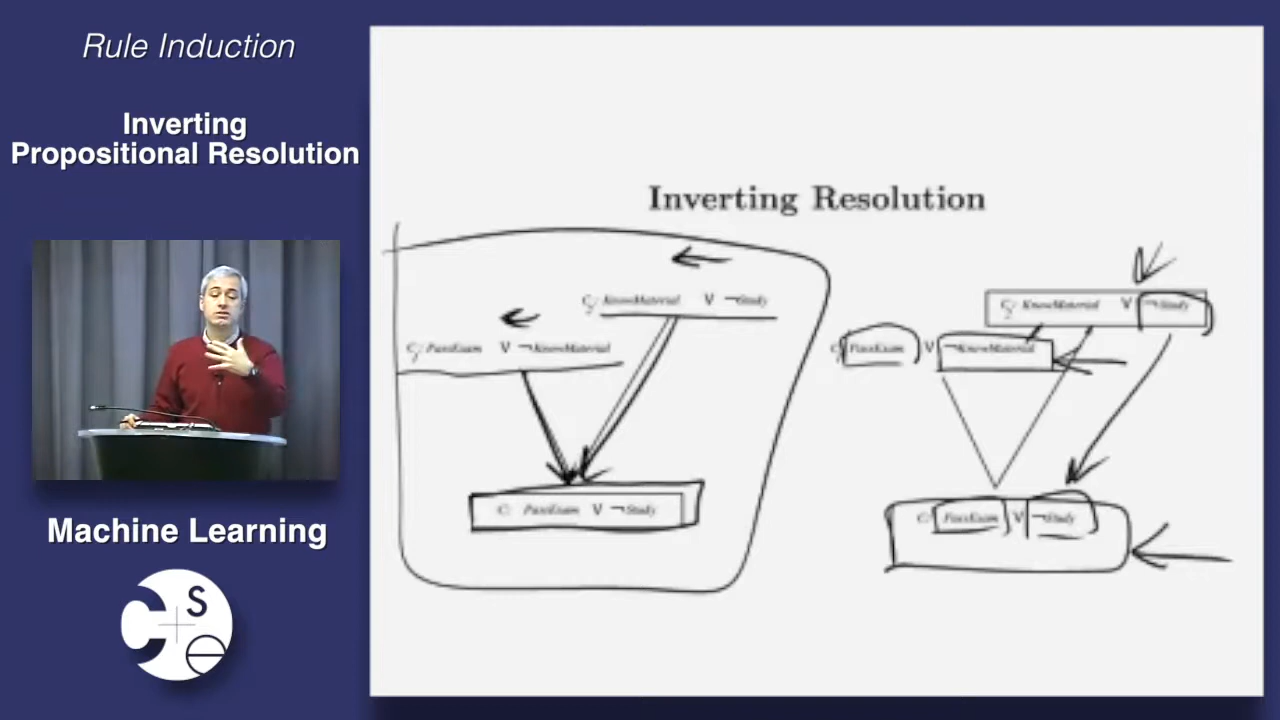 Rule Induction
Inverting
Propositional Resolution
Machine Learning
C S e
Inverting Resolution
C2: KnowMaterial V ¬Study
C1: PassExam V ¬KnowMaterial
C: PassExam V ¬Study
C2: KnowMaterial V ¬Study
C1: PassExam V ¬KnowMaterial
C: PassExam V ¬Study